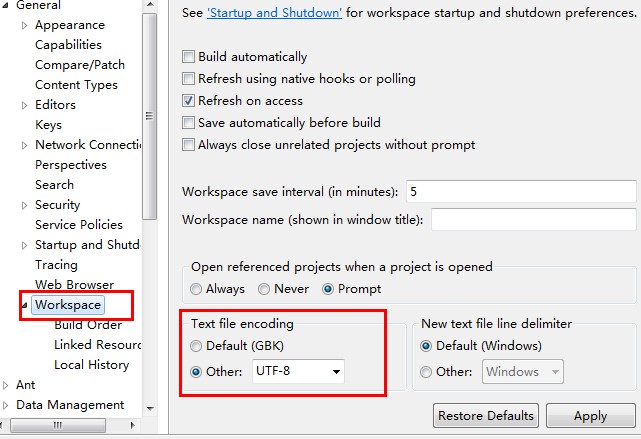 General
Appearance
Capabilities
Compare/Patch
Content Types
Editors
Keys
Network Connectic
Perspectives
Search
Security
Service Policies
Startup and Shutd
Tracing
Web Browser
Workspace
Build Order
Linked Resour
Local History
Ant
Data Management
See 'Startup and Shutdown' for workspace startup and shutdown preferences.
Build automatically
Refresh using native hooks or polling
Refresh on access
Save automatically before build
Always close unrelated projects without prompt
Workspace save interval (in minutes): 5
Workspace name (shown in window title):
Open referenced projects when a project is opened
Always Never Prompt
Text file encoding
Default (GBK)
Other: UTF-8
New text file line delimiter
Default (Windows)
Other: Windows
Restore Defaults Apply